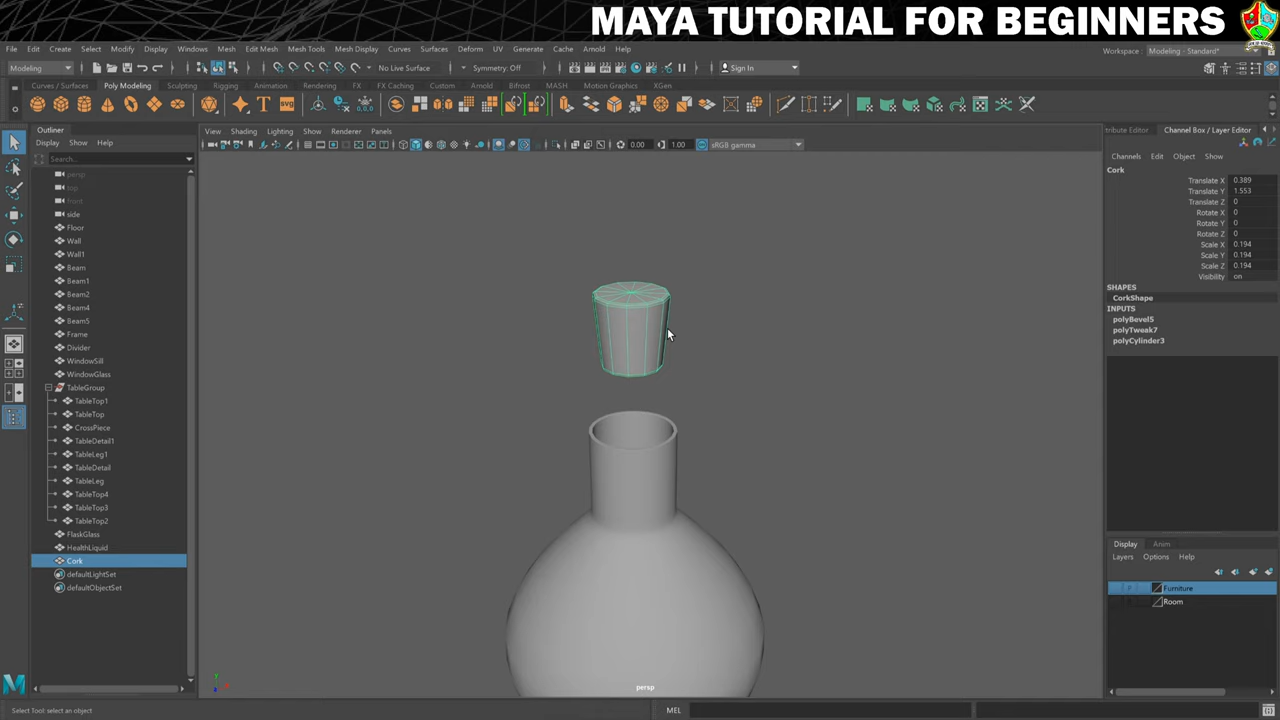 MAYA TUTORIAL FOR BEGINNERS
File Edit Create Select Modify Display Windows Mesh Edit Mesh Mesh Tools Mesh Display Curves Surfaces Deform UV Generate Cache Arnold Help
Workspace : Modeling - Standard*
Modeling No Live Surface Symmetry: Off Sign In
Curves / Surfaces Poly Modeling Sculpting Rigging Animation Rendering FX FX Caching Custom Arnold Bifrost MASH Motion Graphics XGen
Outliner
Display Show Help
Search...
View Shading Lighting Show Renderer Panels
0.00 1.00 sRGB gamma
persp
top
front
side
Floor
Wall
Wall1
Beam
Beam1
Beam2
Beam4
Beam5
Frame
Divider
WindowSill
WindowGlass
TableGroup
TableTop1
TableTop
CrossPiece
TableDetail1
TableLeg1
TableDetail
TableLeg
TableTop4
TableTop3
TableTop2
FlaskGlass
HealthLiquid
Cork
defaultLightSet
defaultObjectSet
persp
tribute Editor Channel Box / Layer Editor
Channels Edit Object Show
Cork
Translate X 0.389
Translate Y 1.553
Translate Z 0
Rotate X 0
Rotate Y 0
Rotate Z 0
Scale X 0.194
Scale Y 0.194
Scale Z 0.194
Visibility on
SHAPES
CorkShape
INPUTS
polyBevel5
polyTweak7
polyCylinder3
Display Anim
Layers Options Help
Furniture
Room
Select Tool: select an object
MEL